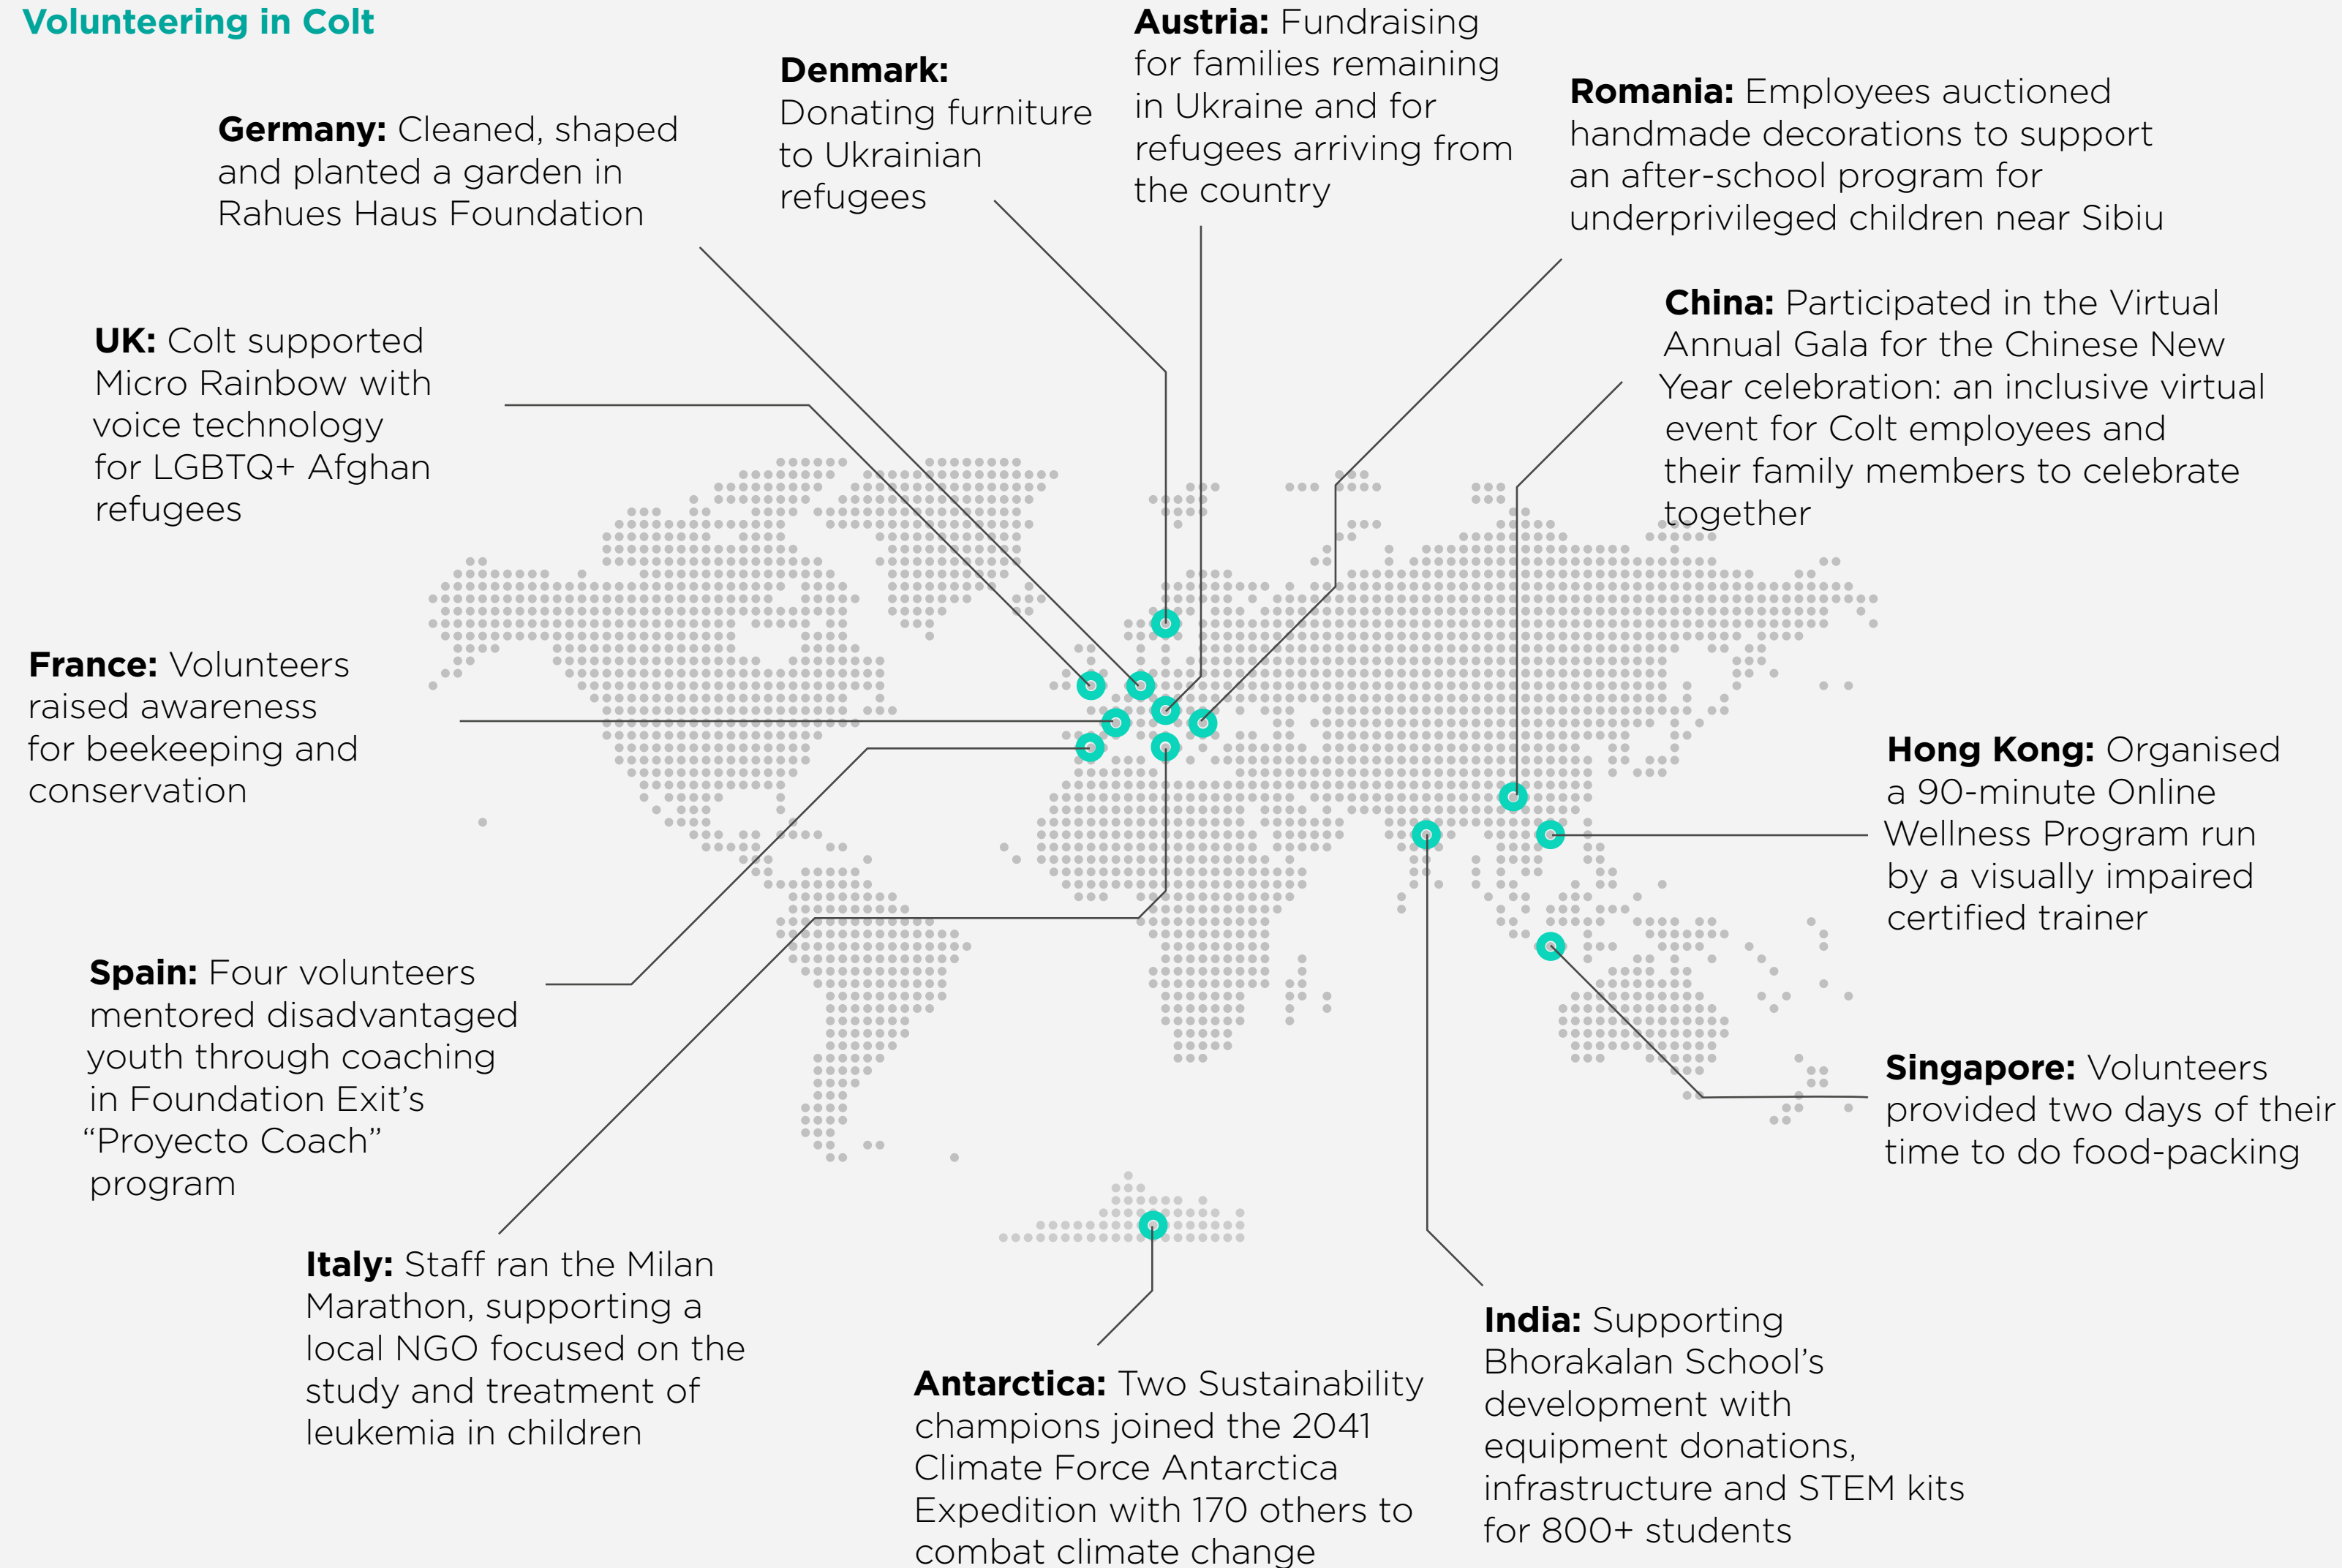 Volunteering in Colt
Germany: Cleaned, shaped
and planted a garden in
Rahues Haus Foundation
Denmark:
Donating furniture
to Ukrainian
refugees
Austria: Fundraising
for families remaining
in Ukraine and for
refugees arriving from
the country
Romania: Employees auctioned
handmade decorations to support
an after-school program for
underprivileged children near Sibiu
UK: Colt supported
Micro Rainbow with
voice technology
for LGBTQ+ Afghan
refugees
China: Participated in the Virtual
Annual Gala for the Chinese New
Year celebration: an inclusive virtual
event for Colt employees and
their family members to celebrate
together
France: Volunteers
raised awareness
for beekeeping and
conservation
Hong Kong: Organised
a 90-minute Online
Wellness Program run
by a visually impaired
certified trainer
Spain: Four volunteers
mentored disadvantaged
youth through coaching
in Foundation Exit’s
“Proyecto Coach”
program
Singapore: Volunteers
provided two days of their
time to do food-packing
Italy: Staff ran the Milan
Marathon, supporting a
local NGO focused on the
study and treatment of
leukemia in children
Antarctica: Two Sustainability
champions joined the 2041
Climate Force Antarctica
Expedition with 170 others to
combat climate change
India: Supporting
Bhorakalan School’s
development with
equipment donations,
infrastructure and STEM kits
for 800+ students